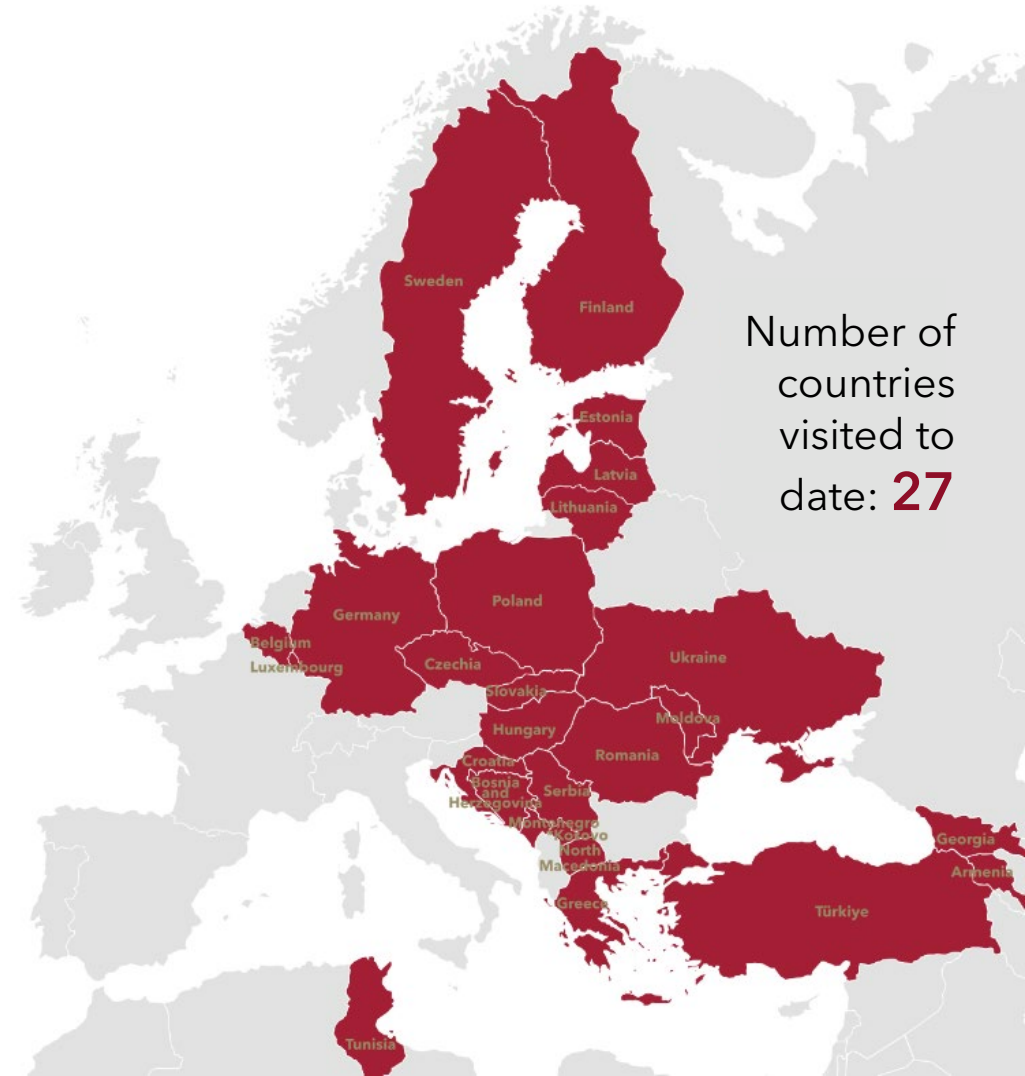 Sweden
Finland
Number of
countries
visited to
date: 27
Estonia
Latvia
Lithuania
Germany
Poland
Belgium
Luxembourg
Czechia
Ukraine
Slovakia
Moldova
Hungary
Romania
Croatia
Bosnia
and
Herzegovina
Serbia
Montenegro
Kosovo
North
Macedonia
Greece
Georgia
Armenia
Türkiye
Tunisia